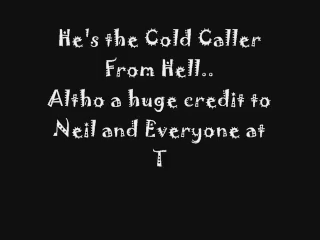 He's the Cold Caller
From Hell..
Altho a huge credit to
Neil and Everyone at
T